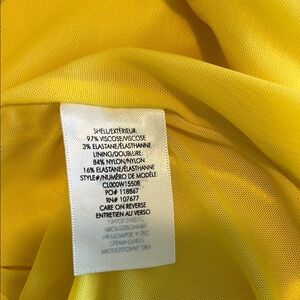 SHELL/EXTÉRIEUR:
97% VISCOSE/VISCOSE
3% ELASTANE/ÉLASTHANNE
LINING/DOUBLURE:
84% NYLON/NYLON
16% ELASTANE/ÉLASTHANNE
STYLE#/NUMÉRO DE MODÈLE:
CL000W1550B
PO# 118867
RN# 107677
CARE ON REVERSE
ENTRETIEN AU VERSO